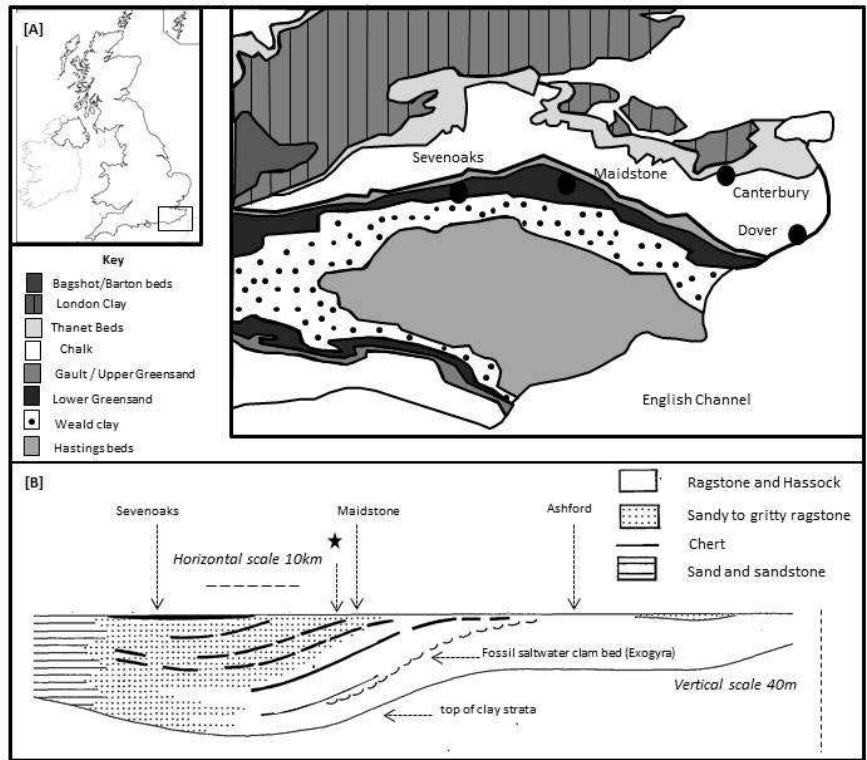 [A]
Key
Bagshot/Barton beds
London Clay
Thanet Beds
Chalk
Gault / Upper Greensand
Lower Greensand
Weald clay
Hastings beds
Sevenoaks
Maidstone
Canterbury
Dover
English Channel
[B]
Sevenoaks
Maidstone
Ashford
Horizontal scale 10km
Ragstone and Hassock
Sandy to gritty ragstone
Chert
Sand and sandstone
Fossil saltwater clam bed (Exogyra)
Vertical scale 40m
top of clay strata